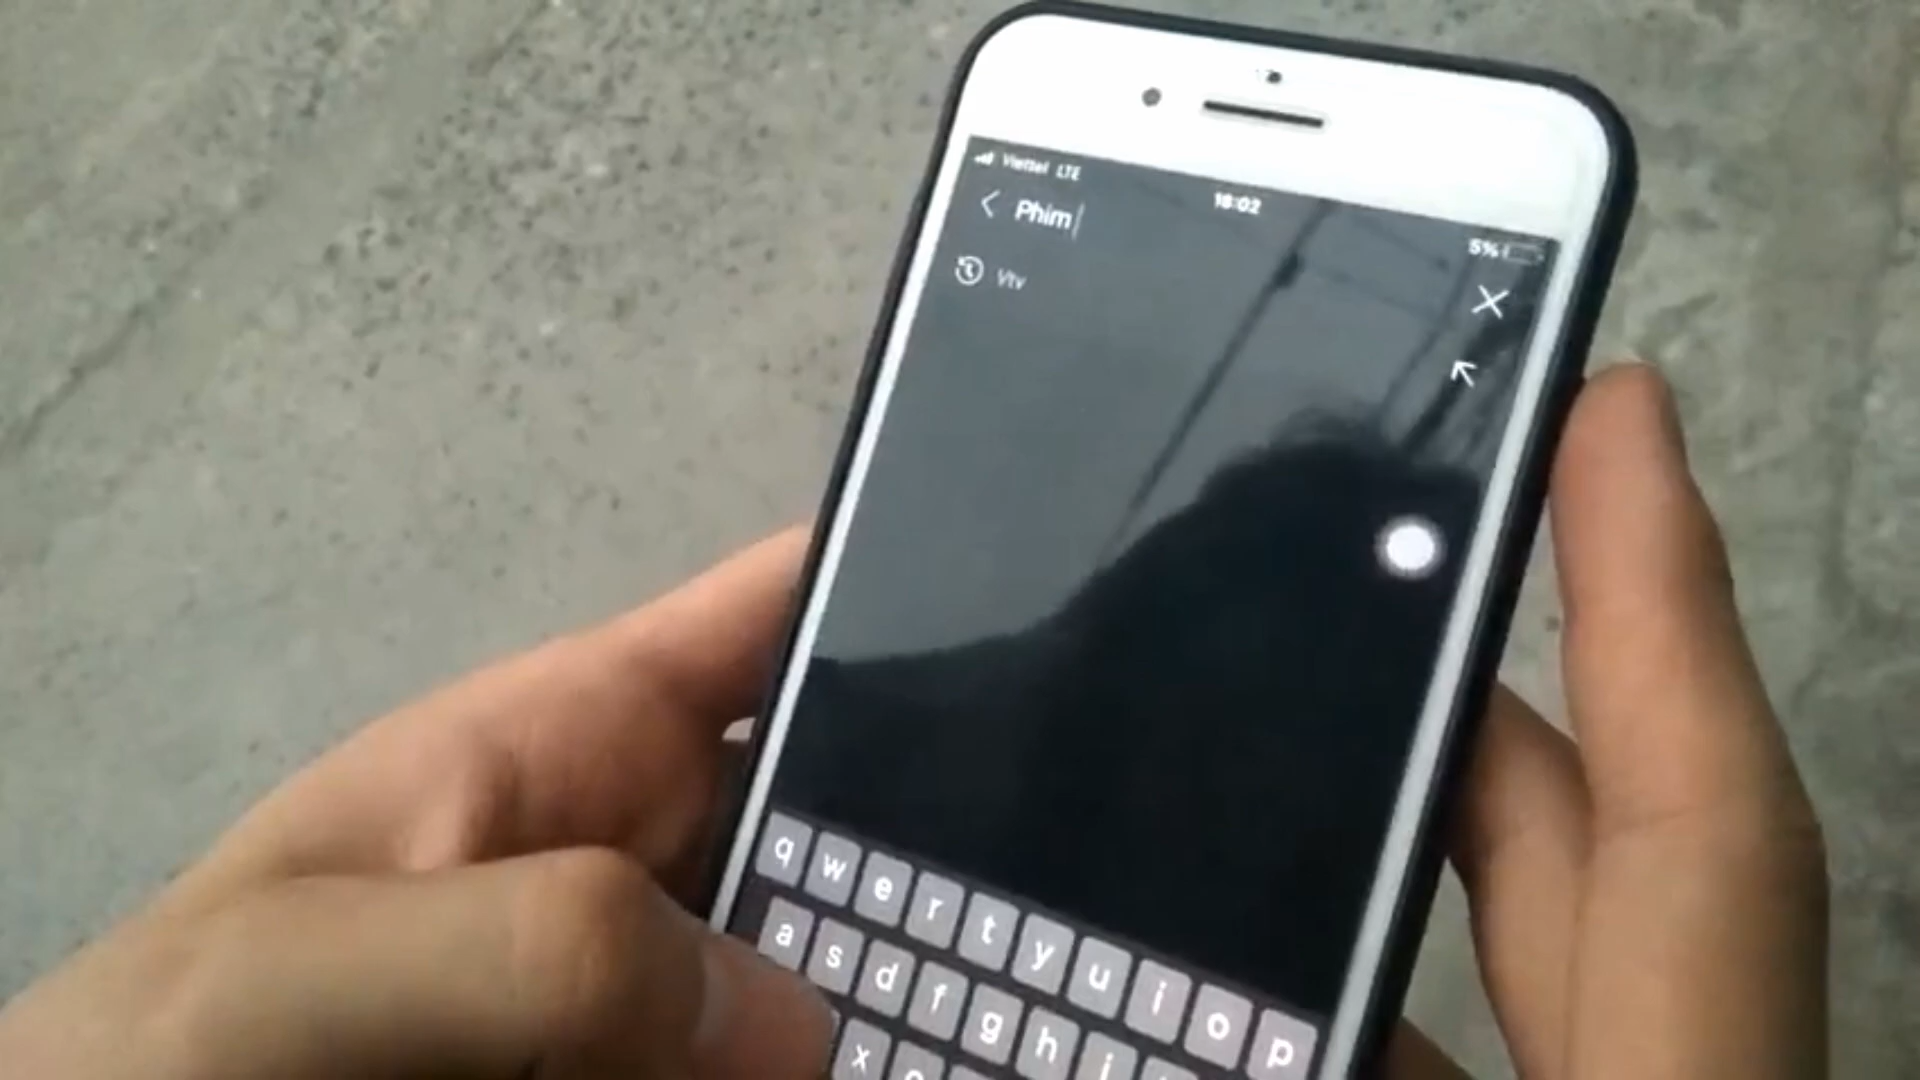 Viettel LTE
18:02
5%
Phim
Vtv
q w e r t y u i o p
a s d f g h j
x c